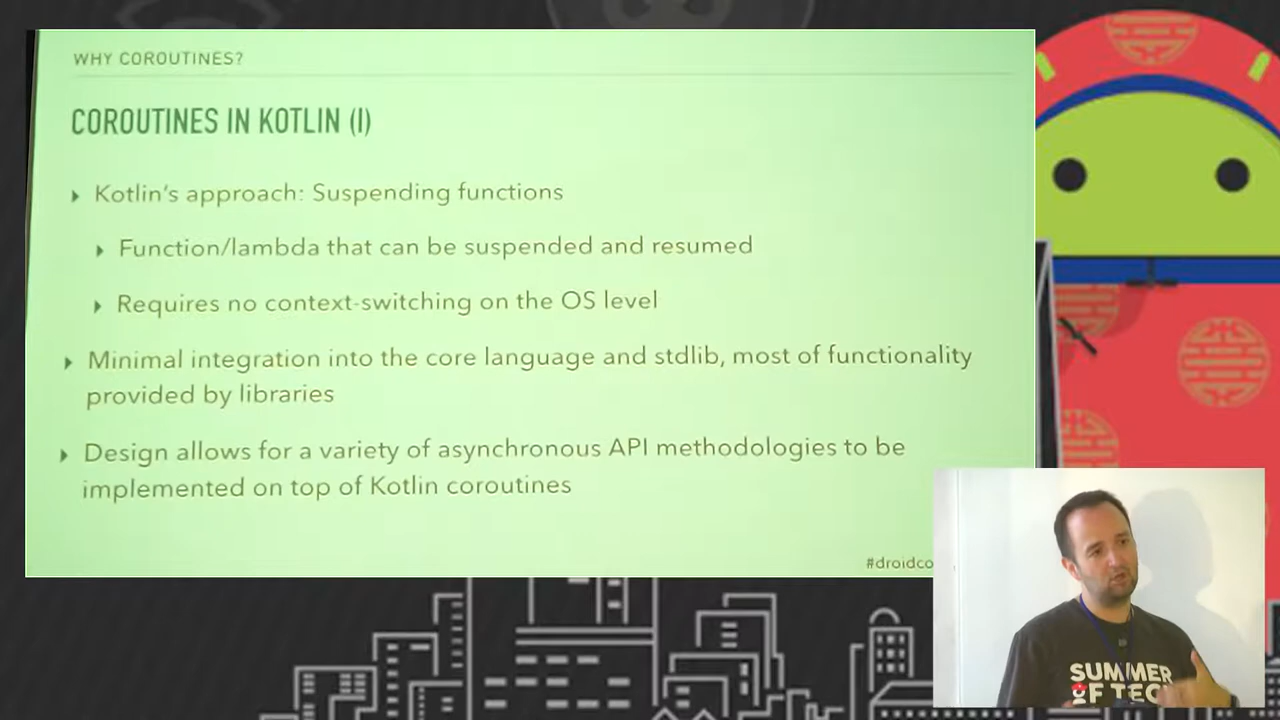 WHY COROUTINES?
COROUTINES IN KOTLIN (I)
Kotlin's approach: Suspending functions
Function/lambda that can be suspended and resumed
Requires no context-switching on the OS level
Minimal integration into the core language and stdlib, most of functionality
provided by libraries
Design allows for a variety of asynchronous API methodologies to be
implemented on top of Kotlin coroutines
#droidco
SUMMER
OF TEC